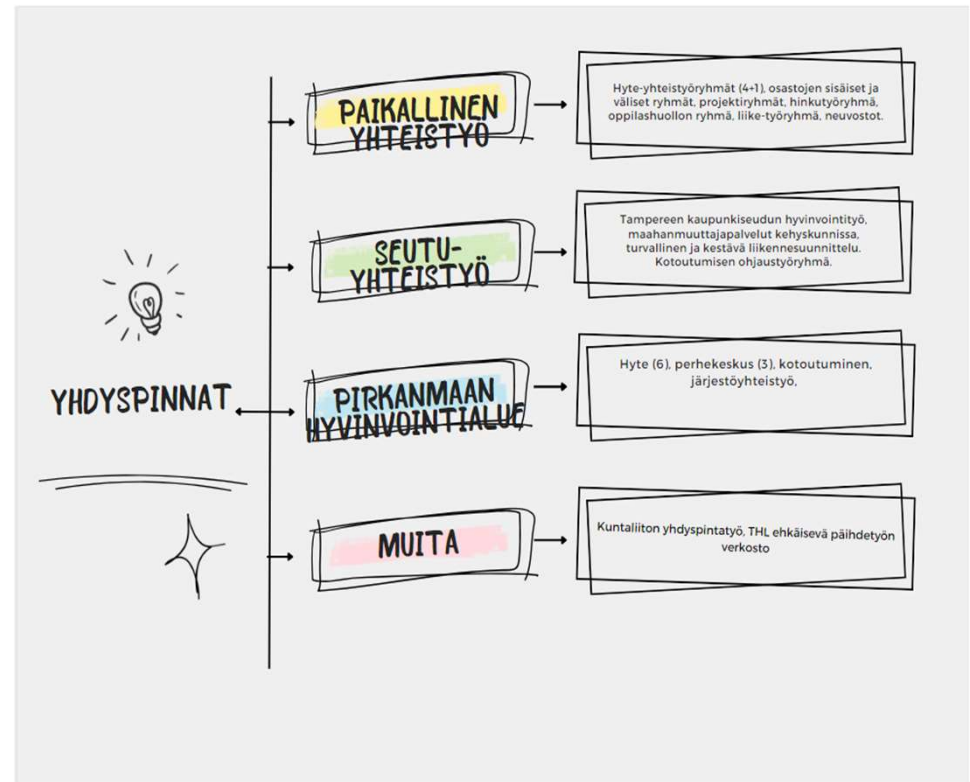 PAIKALLINEN
YHTEISTYÖ
Hyte-yhteistyöryhmät (4+1), osastojen sisäiset ja
väliset ryhmät, projektiryhmät, hinkutyöryhmä,
oppilashuollon ryhmä, liike-työryhmä, neuvostot.
SEUTU-
YHTEISTYÖ
Tampereen kaupunkiseudun hyvinvointityö,
maahanmuuttajapalvelut kehyskunnissa,
turvallinen ja kestävä liikennesuunnittelu.
Kotoutumisen ohjaustyöryhmä.
YHDYSPINNAT
PIRKANMAAN
HYVINVOINTIALUE
Hyte (6), perhekeskus (3), kotoutuminen,
järjestöyhteistyö,
MUITA
Kuntaliiton yhdyspintatyö, THL ehkäisevä päihdetyön
verkosto